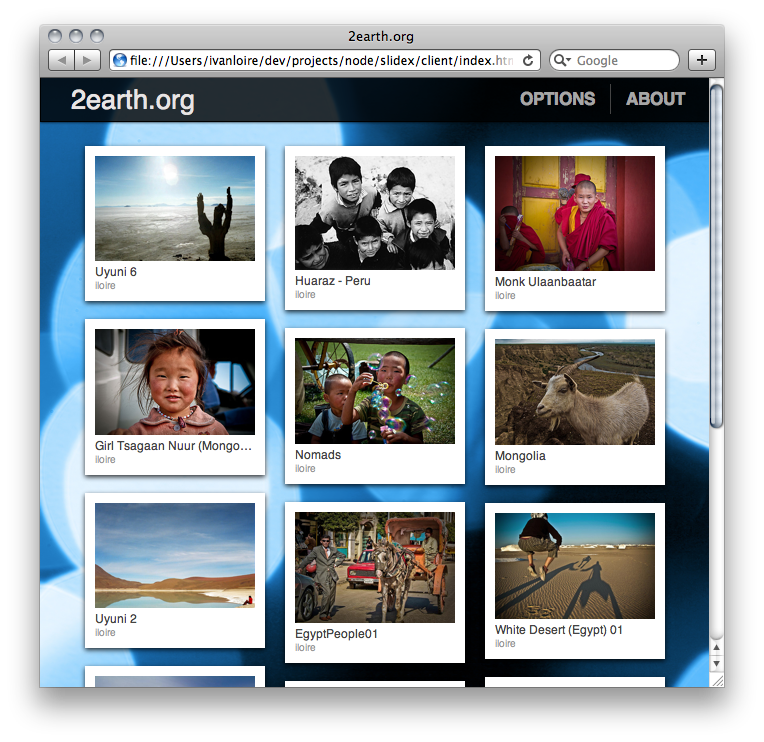 2earth.org
file:///Users/ivanloire/dev/projects/node/slidex/client/index.htm
Google
2earth.org
OPTIONS
ABOUT
Uyuni 6
iloire
Huaraz - Peru
iloire
Monk Ulaanbaatar
iloire
Girl Tsagaan Nuur (Mongo…
iloire
Nomads
iloire
Mongolia
iloire
Uyuni 2
iloire
EgyptPeople01
iloire
White Desert (Egypt) 01
iloire